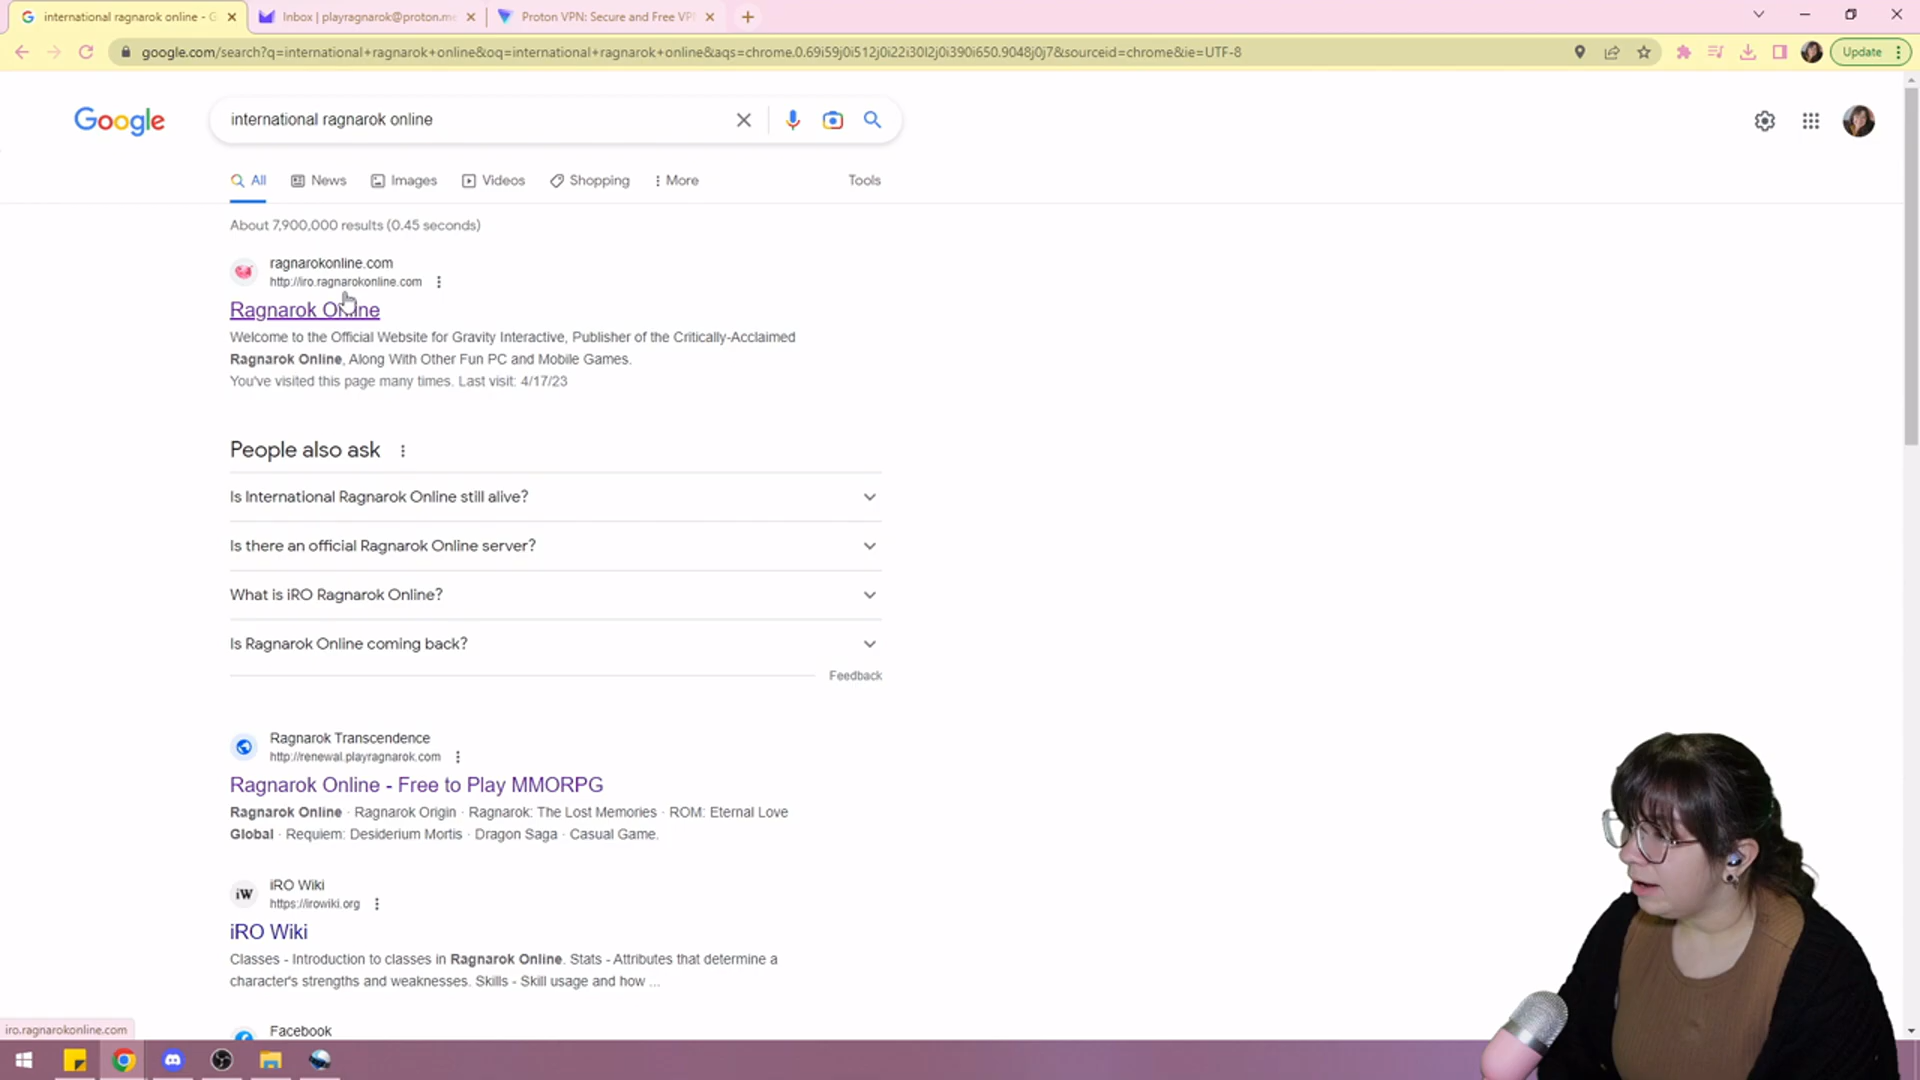 international ragnarok online - G
Inbox | playragnarok@proton.me
Proton VPN: Secure and Free VP
google.com/search?q=international+ragnarok+online&oq=international+ragnarok+online&aqs=chrome.0.69i59j0i512j0i22i30l2j0i390i650.9048j0j7&sourceid=chrome&ie=UTF-8
Update
Google
international ragnarok online
All
News
Images
Videos
Shopping
More
Tools
About 7,900,000 results (0.45 seconds)
ragnarokonline.com
http://iro.ragnarokonline.com
Ragnarok Online
Welcome to the Official Website for Gravity Interactive, Publisher of the Critically-Acclaimed
Ragnarok Online, Along With Other Fun PC and Mobile Games.
You've visited this page many times. Last visit: 4/17/23
People also ask
Is International Ragnarok Online still alive?
Is there an official Ragnarok Online server?
What is iRO Ragnarok Online?
Is Ragnarok Online coming back?
Feedback
Ragnarok Transcendence
http://renewal.playragnarok.com
Ragnarok Online - Free to Play MMORPG
Ragnarok Online · Ragnarok Origin · Ragnarok: The Lost Memories · ROM: Eternal Love
Global · Requiem: Desiderium Mortis · Dragon Saga · Casual Game.
iW
iRO Wiki
https://irowiki.org
iRO Wiki
Classes - Introduction to classes in Ragnarok Online. Stats - Attributes that determine a
character's strengths and weaknesses. Skills - Skill usage and how ...
Facebook
iro.ragnarokonline.com